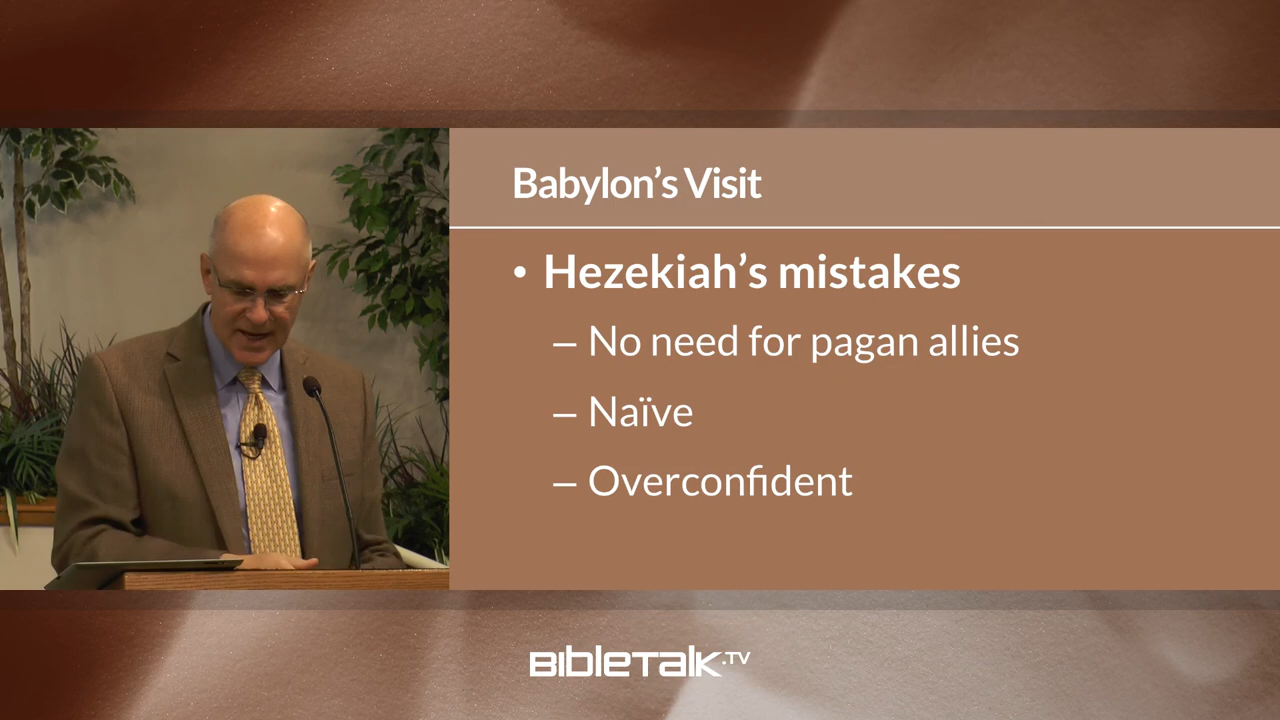 Babylon’s Visit
• Hezekiah’s mistakes
– No need for pagan allies
– Naïve
– Overconfident
BIBLETALK.TV